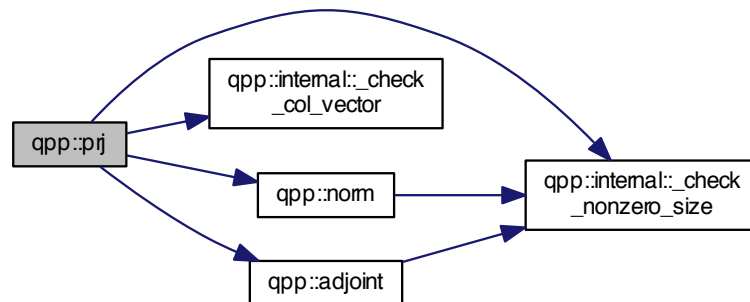 qpp::prj
qpp::internal::_check
_col_vector
qpp::norm
qpp::adjoint
qpp::internal::_check
_nonzero_size